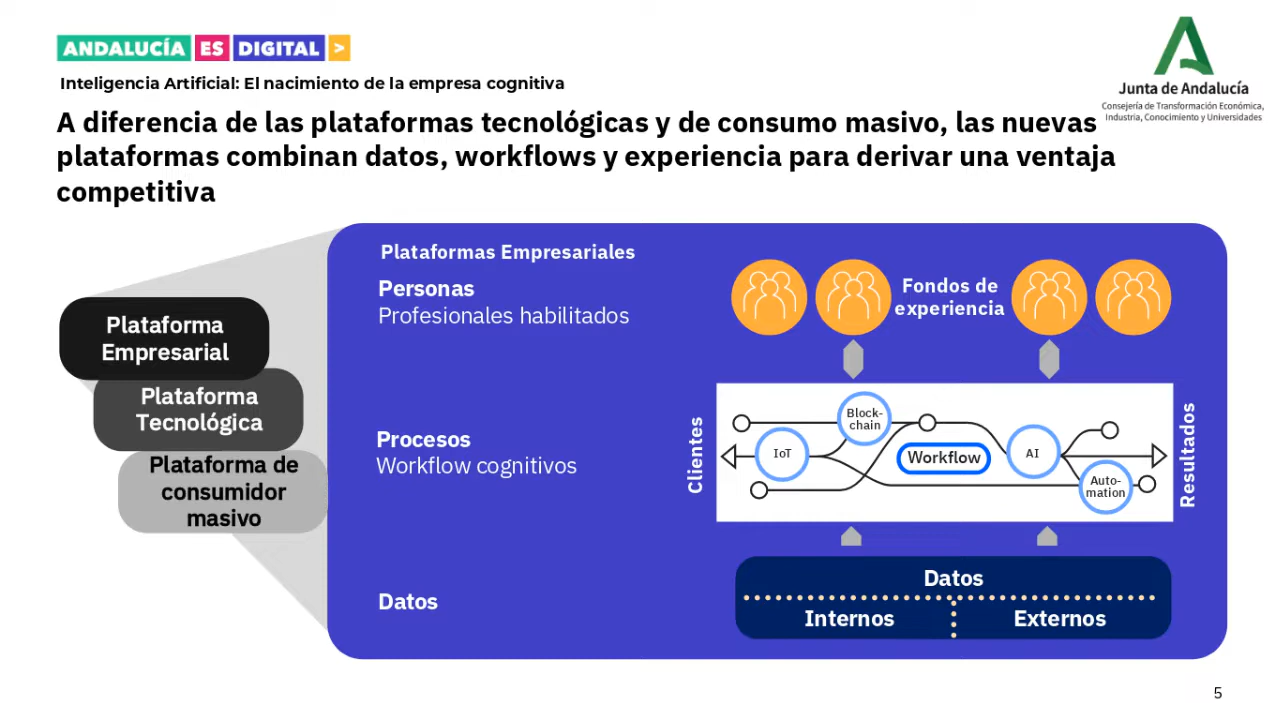 ANDALUCÍA ES DIGITAL >
Junta de Andalucía
Consejería de Transformación Económica,
Industria, Conocimiento y Universidades
Inteligencia Artificial: El nacimiento de la empresa cognitiva
A diferencia de las plataformas tecnológicas y de consumo masivo, las nuevas
plataformas combinan datos, workflows y experiencia para derivar una ventaja
competitiva
Plataforma
Empresarial
Plataforma
Tecnológica
Plataforma de
consumidor
masivo
Plataformas Empresariales
Personas
Profesionales habilitados
Fondos de
experiencia
Procesos
Workflow cognitivos
Clientes
IoT
Block-
chain
Workflow
AI
Auto-
mation
Resultados
Datos
Datos
Internos
Externos
5